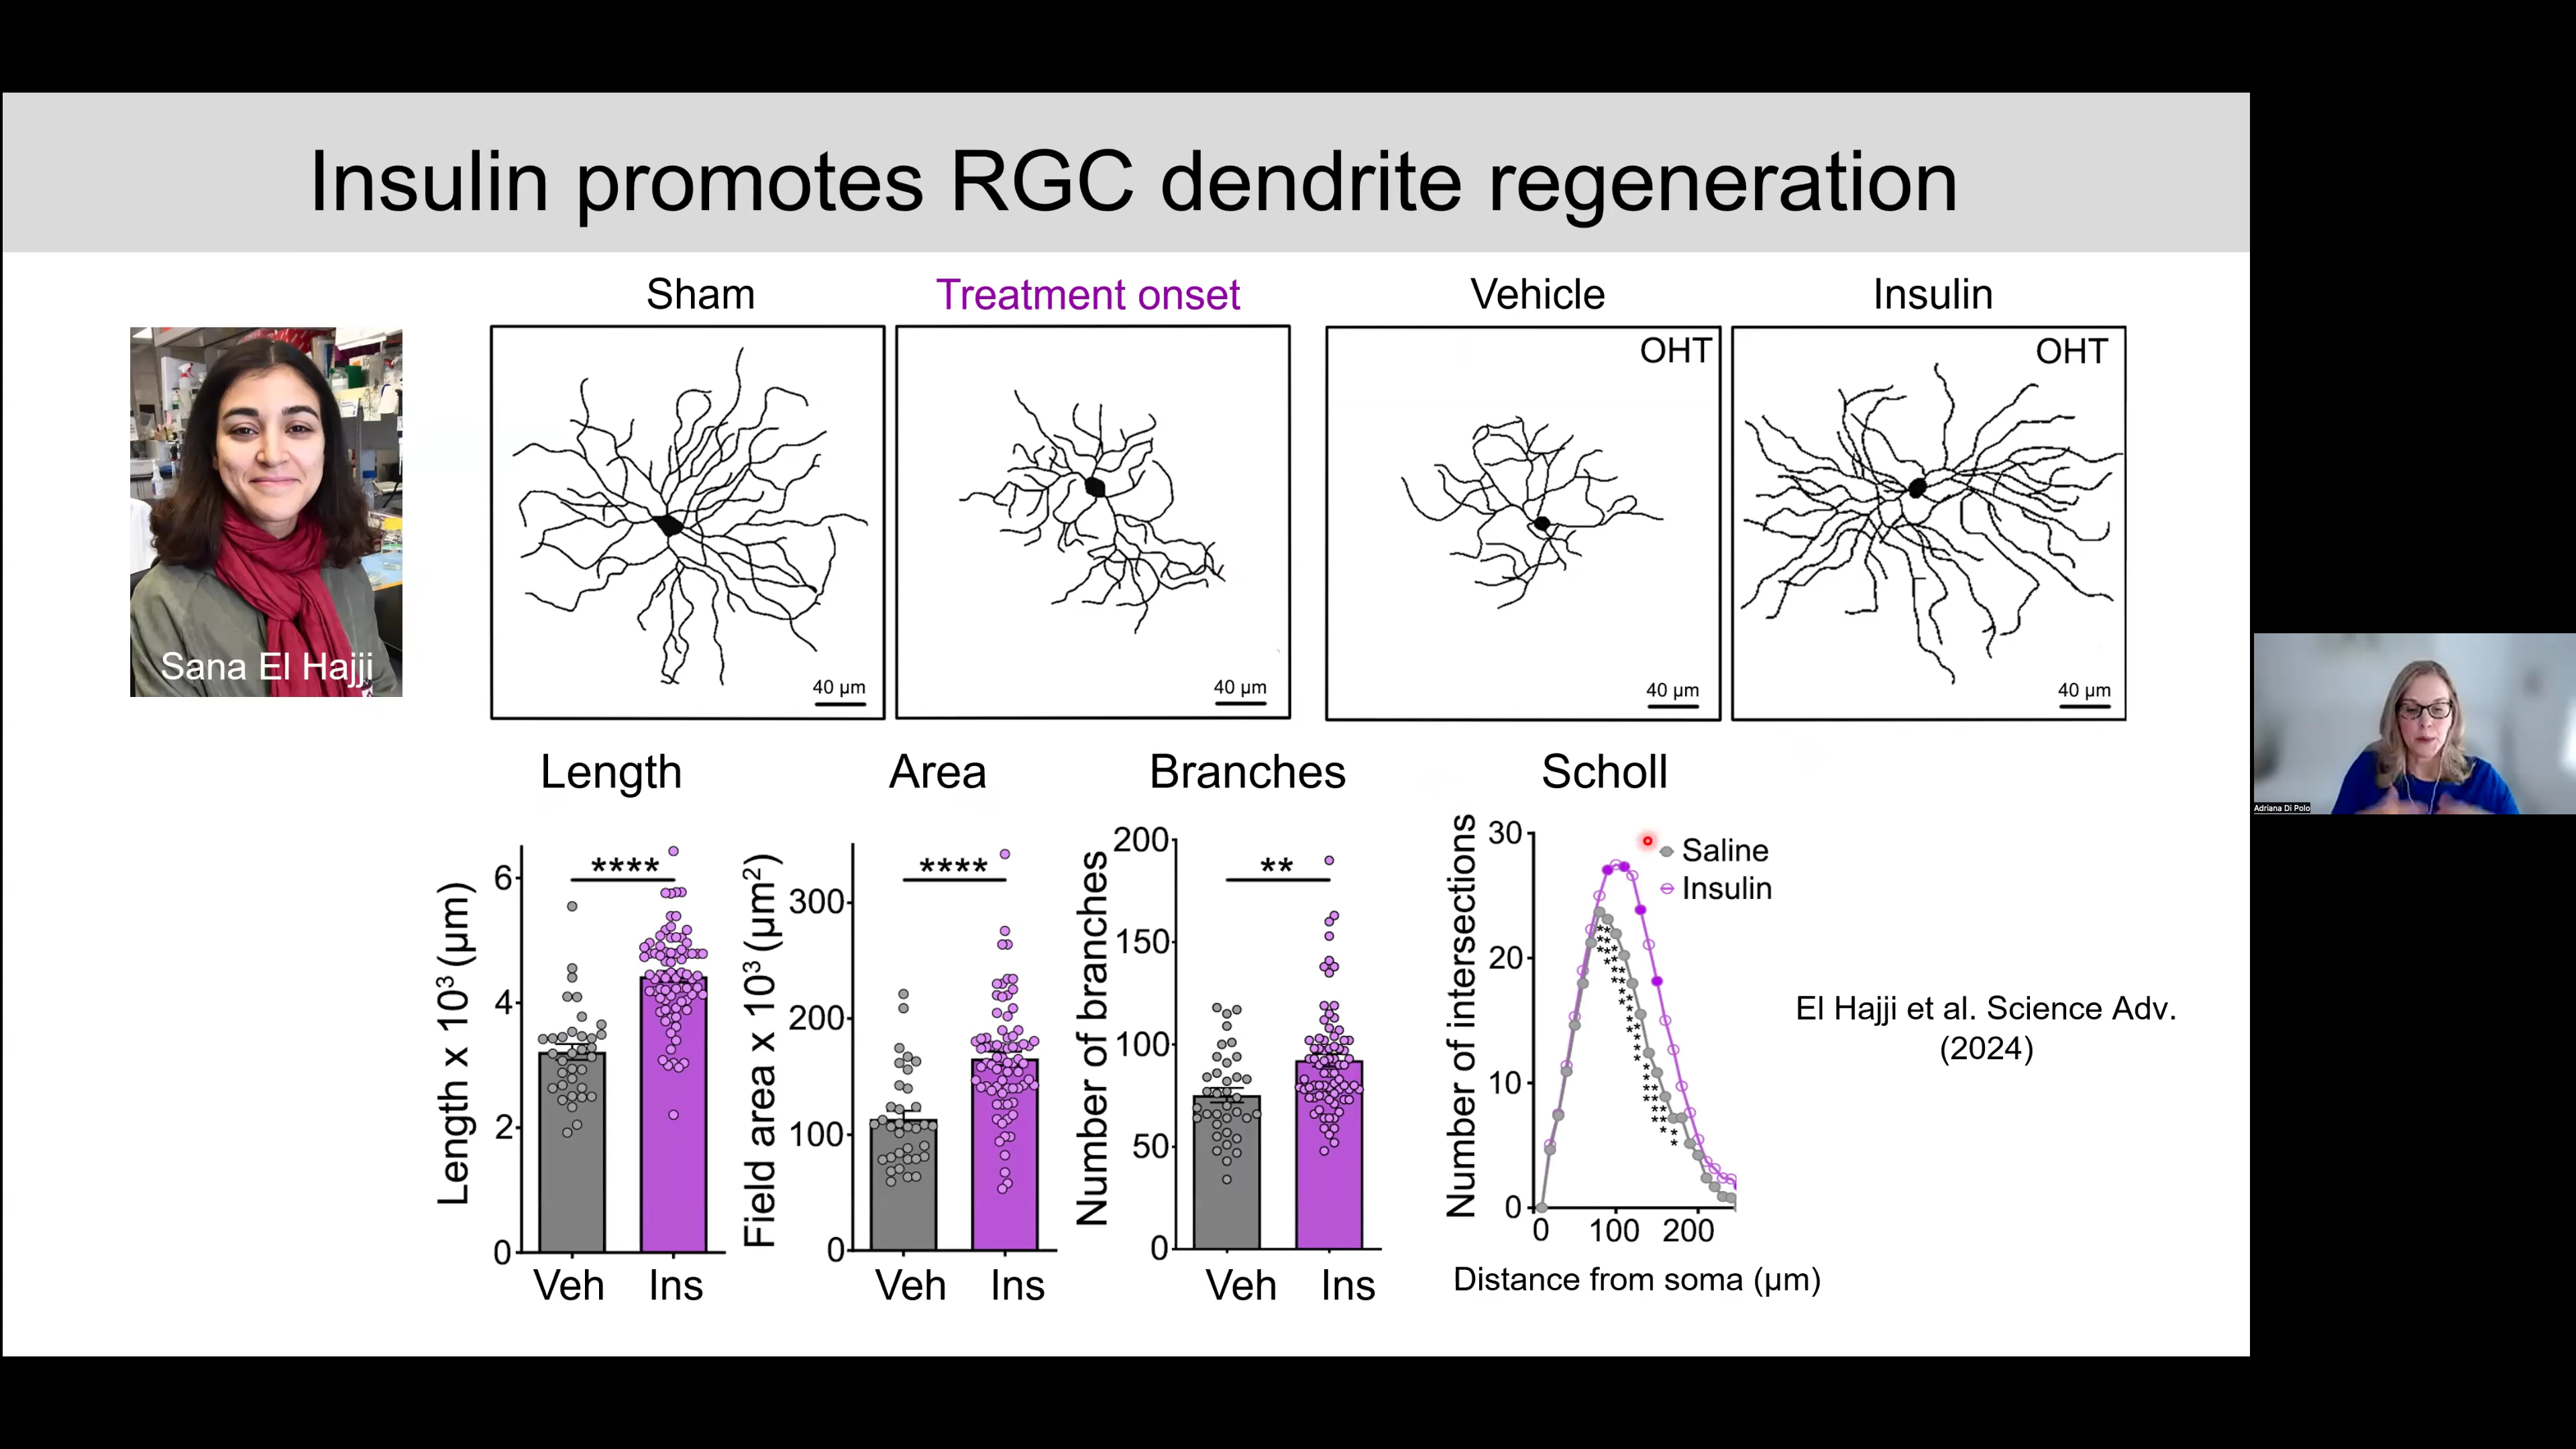 Insulin promotes RGC dendrite regeneration
Sham
Treatment onset
Vehicle
Insulin
OHT
OHT
Sana El Hajji
40 µm
40 µm
40 µm
40 µm
Adriana Di Polo
Length
Area
Branches
Scholl
Length x 10³ (µm)
6
4
2
0
****
Veh
Ins
Field area x 10³ (µm²)
300
200
100
0
****
Veh
Ins
Number of branches
200
150
100
50
0
**
Veh
Ins
Number of intersections
30
20
10
0
0
100
200
Distance from soma (µm)
Saline
Insulin
El Hajji et al. Science Adv.
(2024)